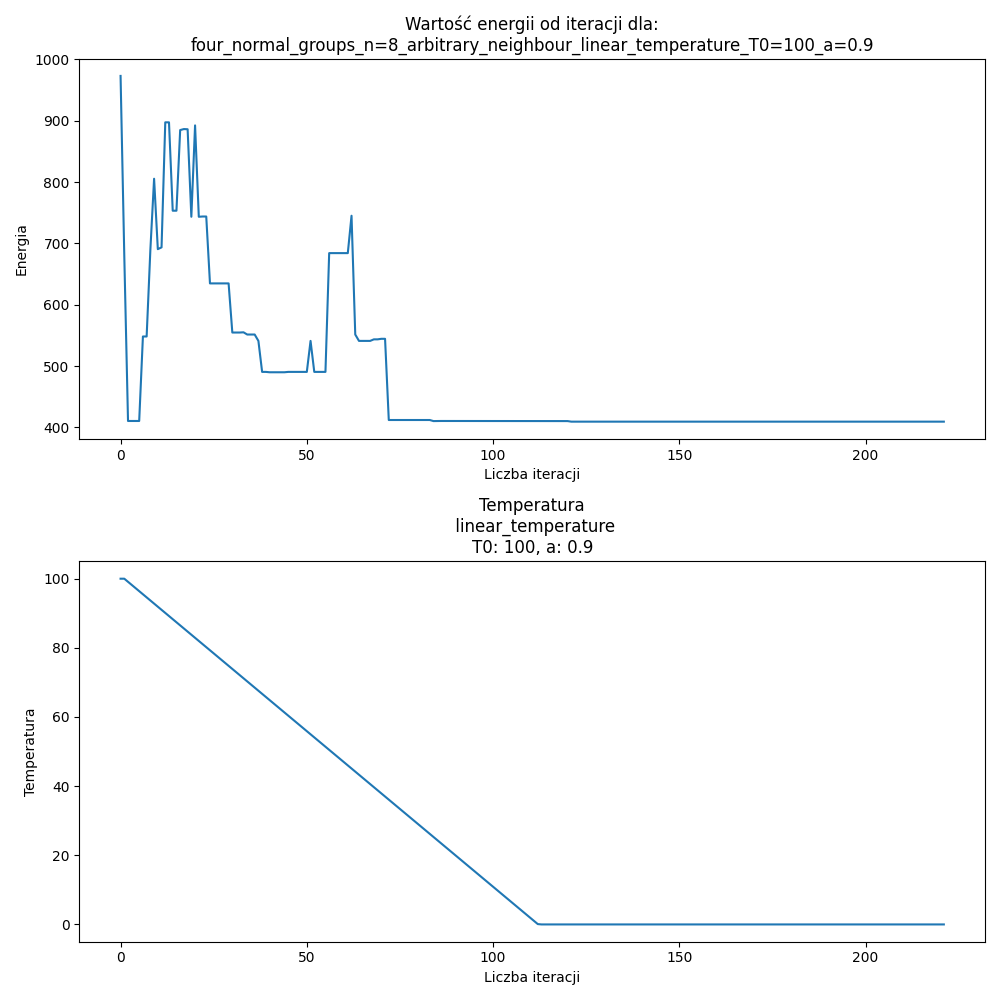 Wartość energii od iteracji dla:
four_normal_groups_n=8_arbitrary_neighbour_linear_temperature_T0=100_a=0.9
1000
900
800
700
600
500
400
Energia
0 50 100 150 200
Liczba iteracji
Temperatura
linear_temperature
T0: 100, a: 0.9
100
80
60
40
20
0
Temperatura
0 50 100 150 200
Liczba iteracji